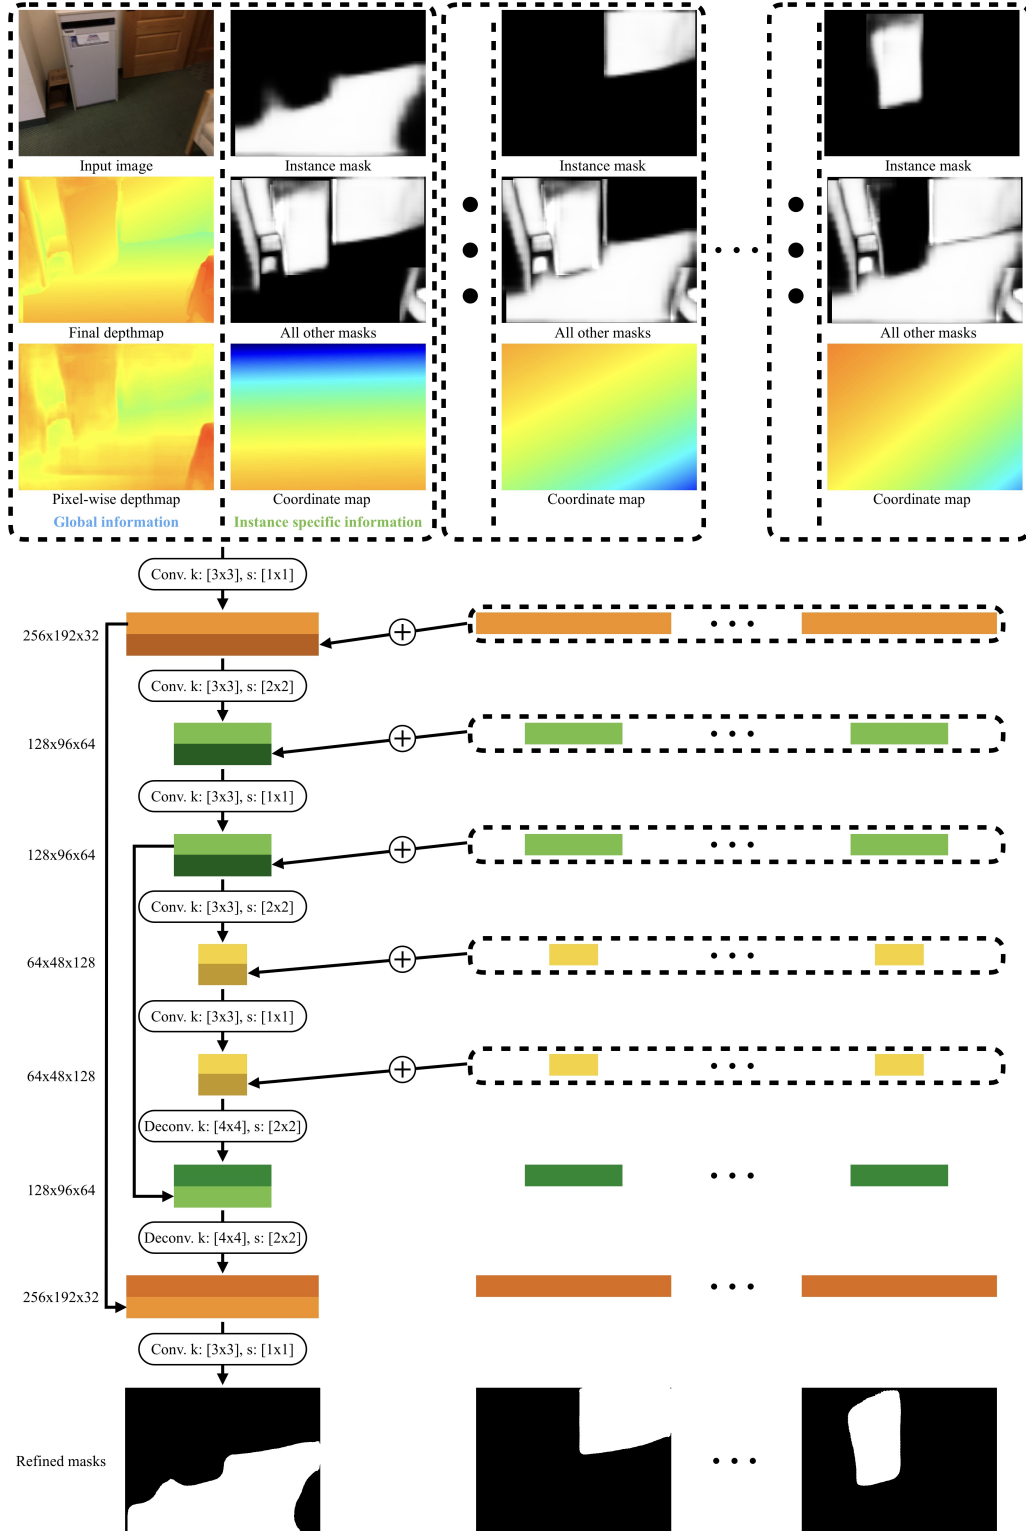 Input image
Instance mask
Instance mask
Instance mask
Final depthmap
All other masks
All other masks
All other masks
Pixel-wise depthmap
Coordinate map
Coordinate map
Coordinate map
Global information
Instance specific information
Conv. k: [3x3], s: [1x1]
256x192x32
Conv. k: [3x3], s: [2x2]
128x96x64
Conv. k: [3x3], s: [1x1]
128x96x64
Conv. k: [3x3], s: [2x2]
64x48x128
Conv. k: [3x3], s: [1x1]
64x48x128
Deconv. k: [4x4], s: [2x2]
128x96x64
Deconv. k: [4x4], s: [2x2]
256x192x32
Conv. k: [3x3], s: [1x1]
Refined masks